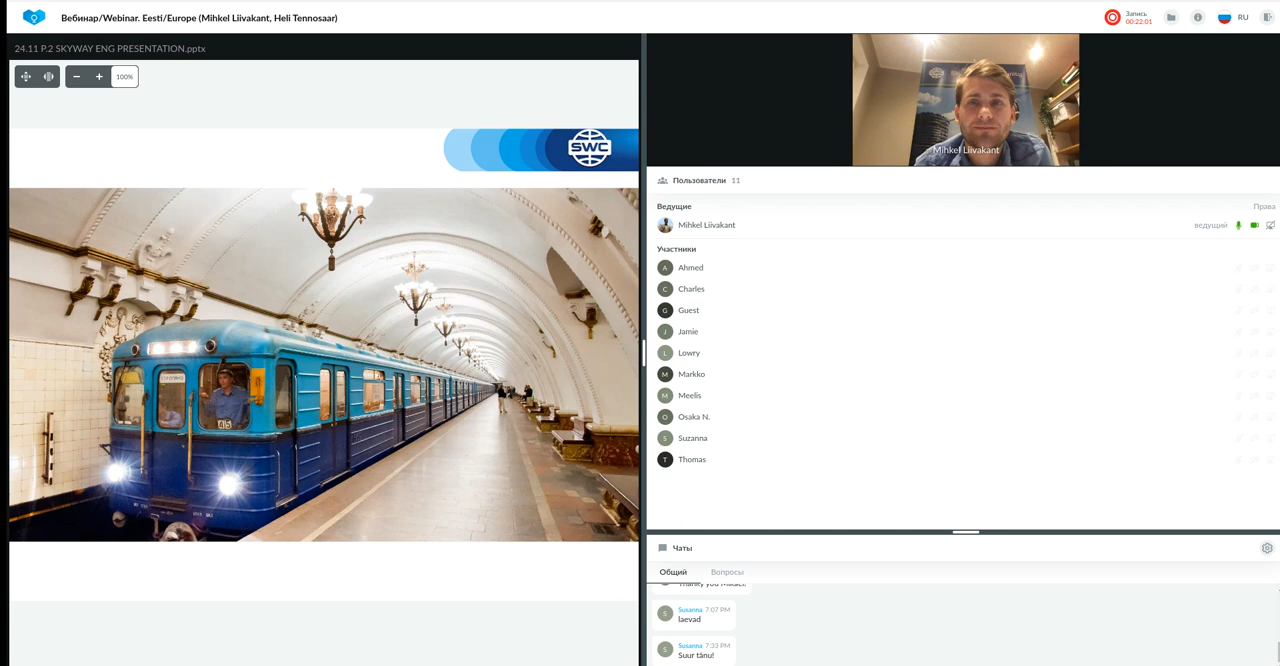 Вебинар/Webinar. Eesti/Europe (Mihkel Liivakant, Heli Tennosaar)
Запись
00:22:01
RU
24.11 P.2 SKYWAY ENG PRESENTATION.pptx
100%
SWC
Mihkel Liivakant
Пользователи 11
Ведущие Права
Mihkel Liivakant ведущий
Участники
A Ahmed
C Charles
G Guest
J Jamie
L Lowry
M Markko
M Meelis
O Osaka N.
S Suzanna
T Thomas
Чаты
Общий Вопросы
S Susanna 7:07 PM
laevad
S Susanna 7:33 PM
Suur tänu!